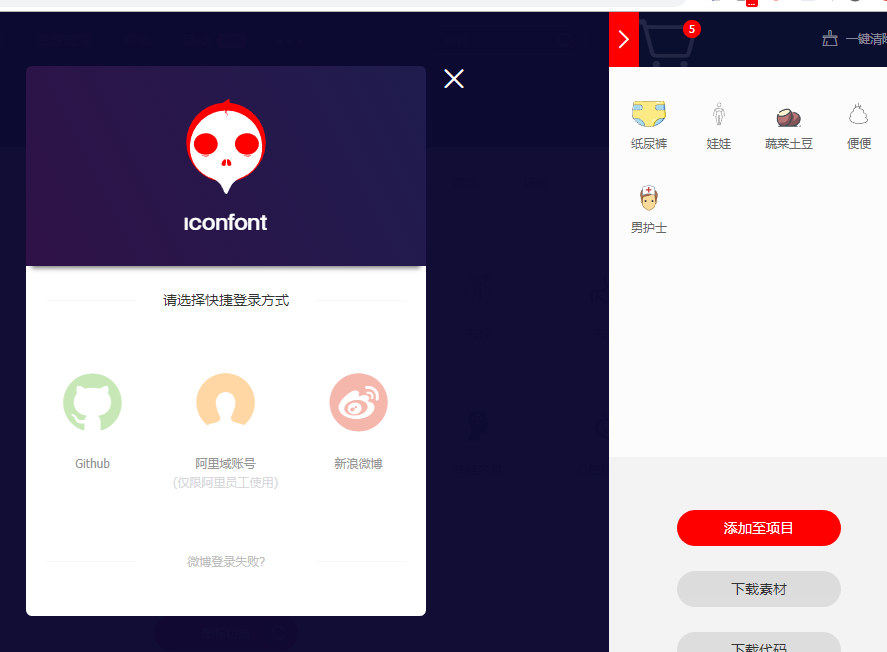 5
一键清除
iconfont
纸尿裤
娃娃
蔬菜土豆
便便
男护士
请选择快捷登录方式
Github
阿里域账号
新浪微博
(仅限阿里员工使用)
微博登录失败?
添加至项目
下载素材
下载代码